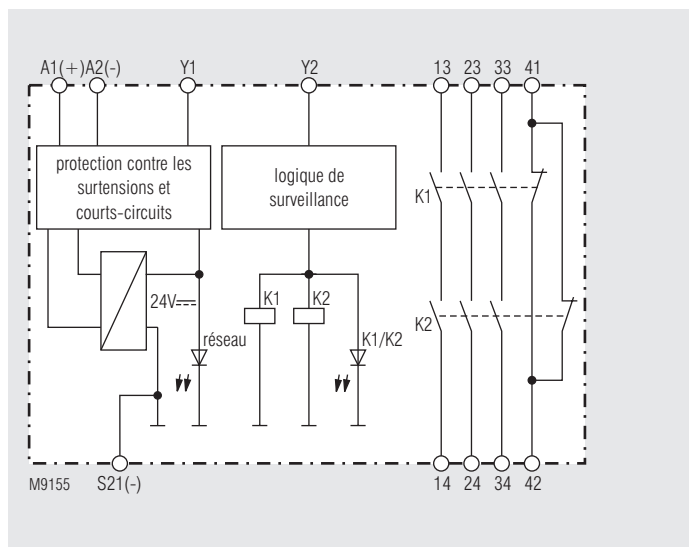 A1(+) A2(-) Y1 Y2 13 23 33 41
protection contre les
surtensions et
courts-circuits
logique de
surveillance
K1
24V
K1 K2
réseau
K1/K2
K2
M9155 S21(-) 14 24 34 42